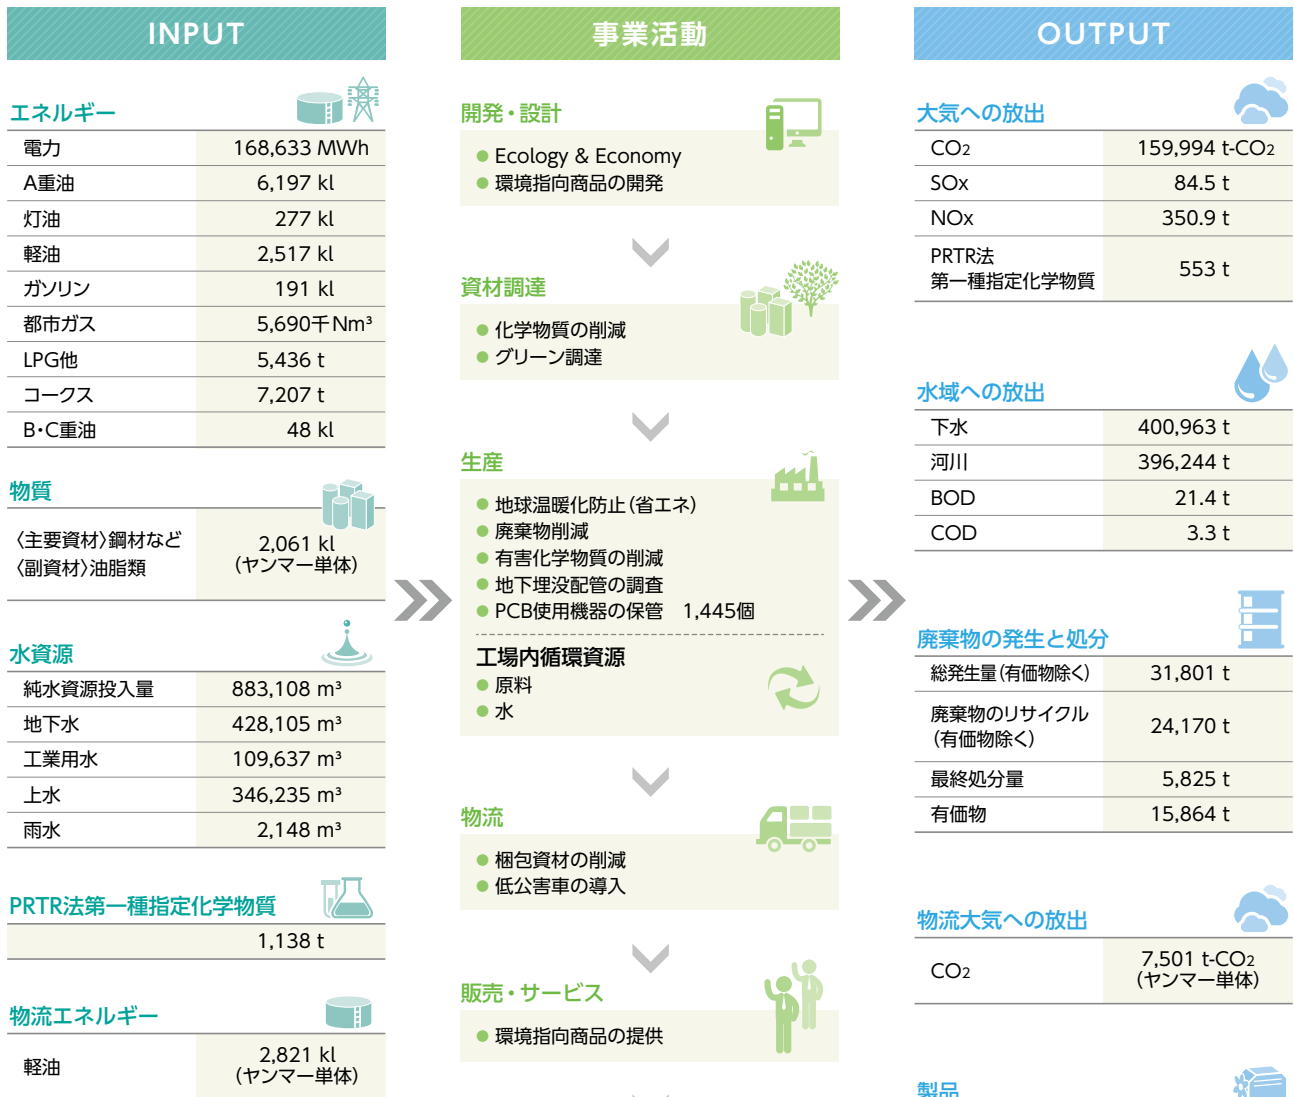 INPUT
エネルギー
電力 168,633 MWh
A重油 6,197 kl
灯油 277 kl
軽油 2,517 kl
ガソリン 191 kl
都市ガス 5,690千Nm³
LPG他 5,436 t
コークス 7,207 t
B・C重油 48 kl
物質
〈主要資材〉鋼材など
〈副資材〉油脂類
2,061 kl
(ヤンマー単体)
水資源
純水資源投入量 883,108 m³
地下水 428,105 m³
工業用水 109,637 m³
上水 346,235 m³
雨水 2,148 m³
PRTR法第一種指定化学物質
1,138 t
物流エネルギー
軽油
2,821 kl
(ヤンマー単体)
事業活動
開発・設計
● Ecology & Economy
● 環境指向商品の開発
資材調達
● 化学物質の削減
● グリーン調達
生産
● 地球温暖化防止(省エネ)
● 廃棄物削減
● 有害化学物質の削減
● 地下埋没配管の調査
● PCB使用機器の保管 1,445個
工場内循環資源
● 原料
● 水
物流
● 梱包資材の削減
● 低公害車の導入
販売・サービス
● 環境指向商品の提供
OUTPUT
大気への放出
CO₂ 159,994 t-CO₂
SOx 84.5 t
NOx 350.9 t
PRTR法
第一種指定化学物質
553 t
水域への放出
下水 400,963 t
河川 396,244 t
BOD 21.4 t
COD 3.3 t
廃棄物の発生と処分
総発生量(有価物除く) 31,801 t
廃棄物のリサイクル
(有価物除く)
24,170 t
最終処分量 5,825 t
有価物 15,864 t
物流大気への放出
CO₂
7,501 t-CO₂
(ヤンマー単体)
製品